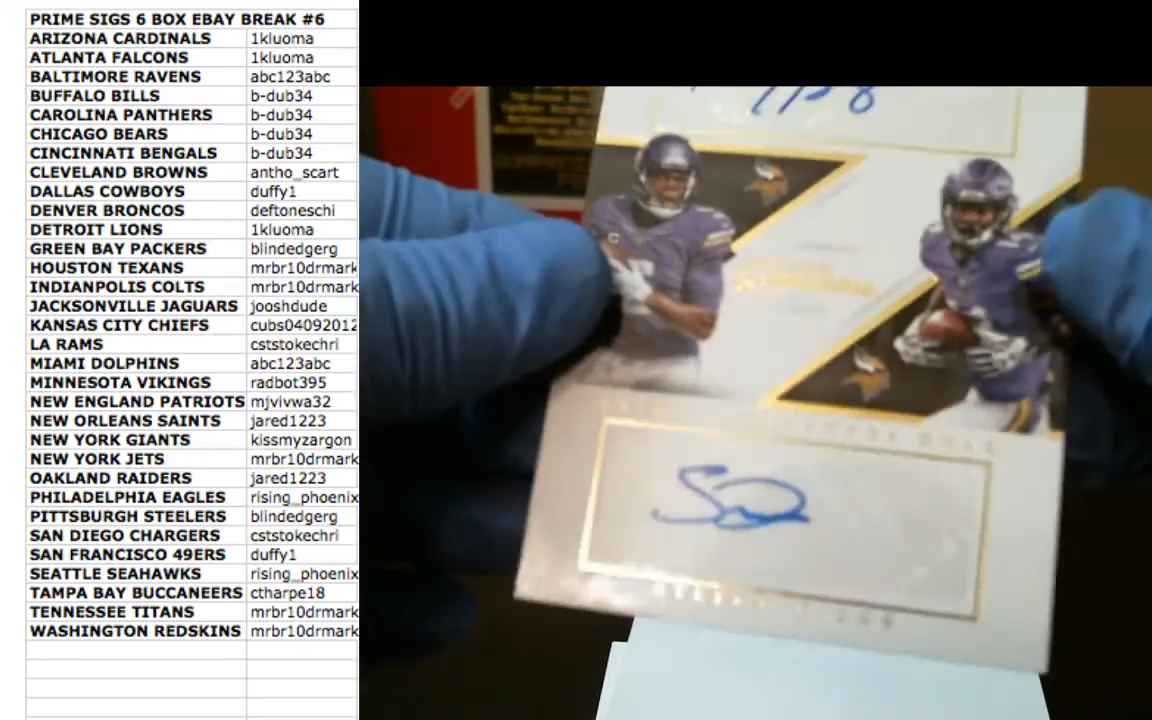 PRIME SIGS 6 BOX EBAY BREAK #6
ARIZONA CARDINALS 1kluoma
ATLANTA FALCONS 1kluoma
BALTIMORE RAVENS abc123abc
BUFFALO BILLS b-dub34
CAROLINA PANTHERS b-dub34
CHICAGO BEARS b-dub34
CINCINNATI BENGALS b-dub34
CLEVELAND BROWNS antho_scart
DALLAS COWBOYS duffy1
DENVER BRONCOS deftoneschi
DETROIT LIONS 1kluoma
GREEN BAY PACKERS blindedgerg
HOUSTON TEXANS mrbr10drmark
INDIANPOLIS COLTS mrbr10drmark
JACKSONVILLE JAGUARS jooshdude
KANSAS CITY CHIEFS cubs04092012
LA RAMS cststokechri
MIAMI DOLPHINS abc123abc
MINNESOTA VIKINGS radbot395
NEW ENGLAND PATRIOTS mjvivwa32
NEW ORLEANS SAINTS jared1223
NEW YORK GIANTS kissmyzargon
NEW YORK JETS mrbr10drmark
OAKLAND RAIDERS jared1223
PHILADELPHIA EAGLES rising_phoenix
PITTSBURGH STEELERS blindedgerg
SAN DIEGO CHARGERS cststokechri
SAN FRANCISCO 49ERS duffy1
SEATTLE SEAHAWKS rising_phoenix
TAMPA BAY BUCCANEERS ctharpe18
TENNESSEE TITANS mrbr10drmark
WASHINGTON REDSKINS mrbr10drmark